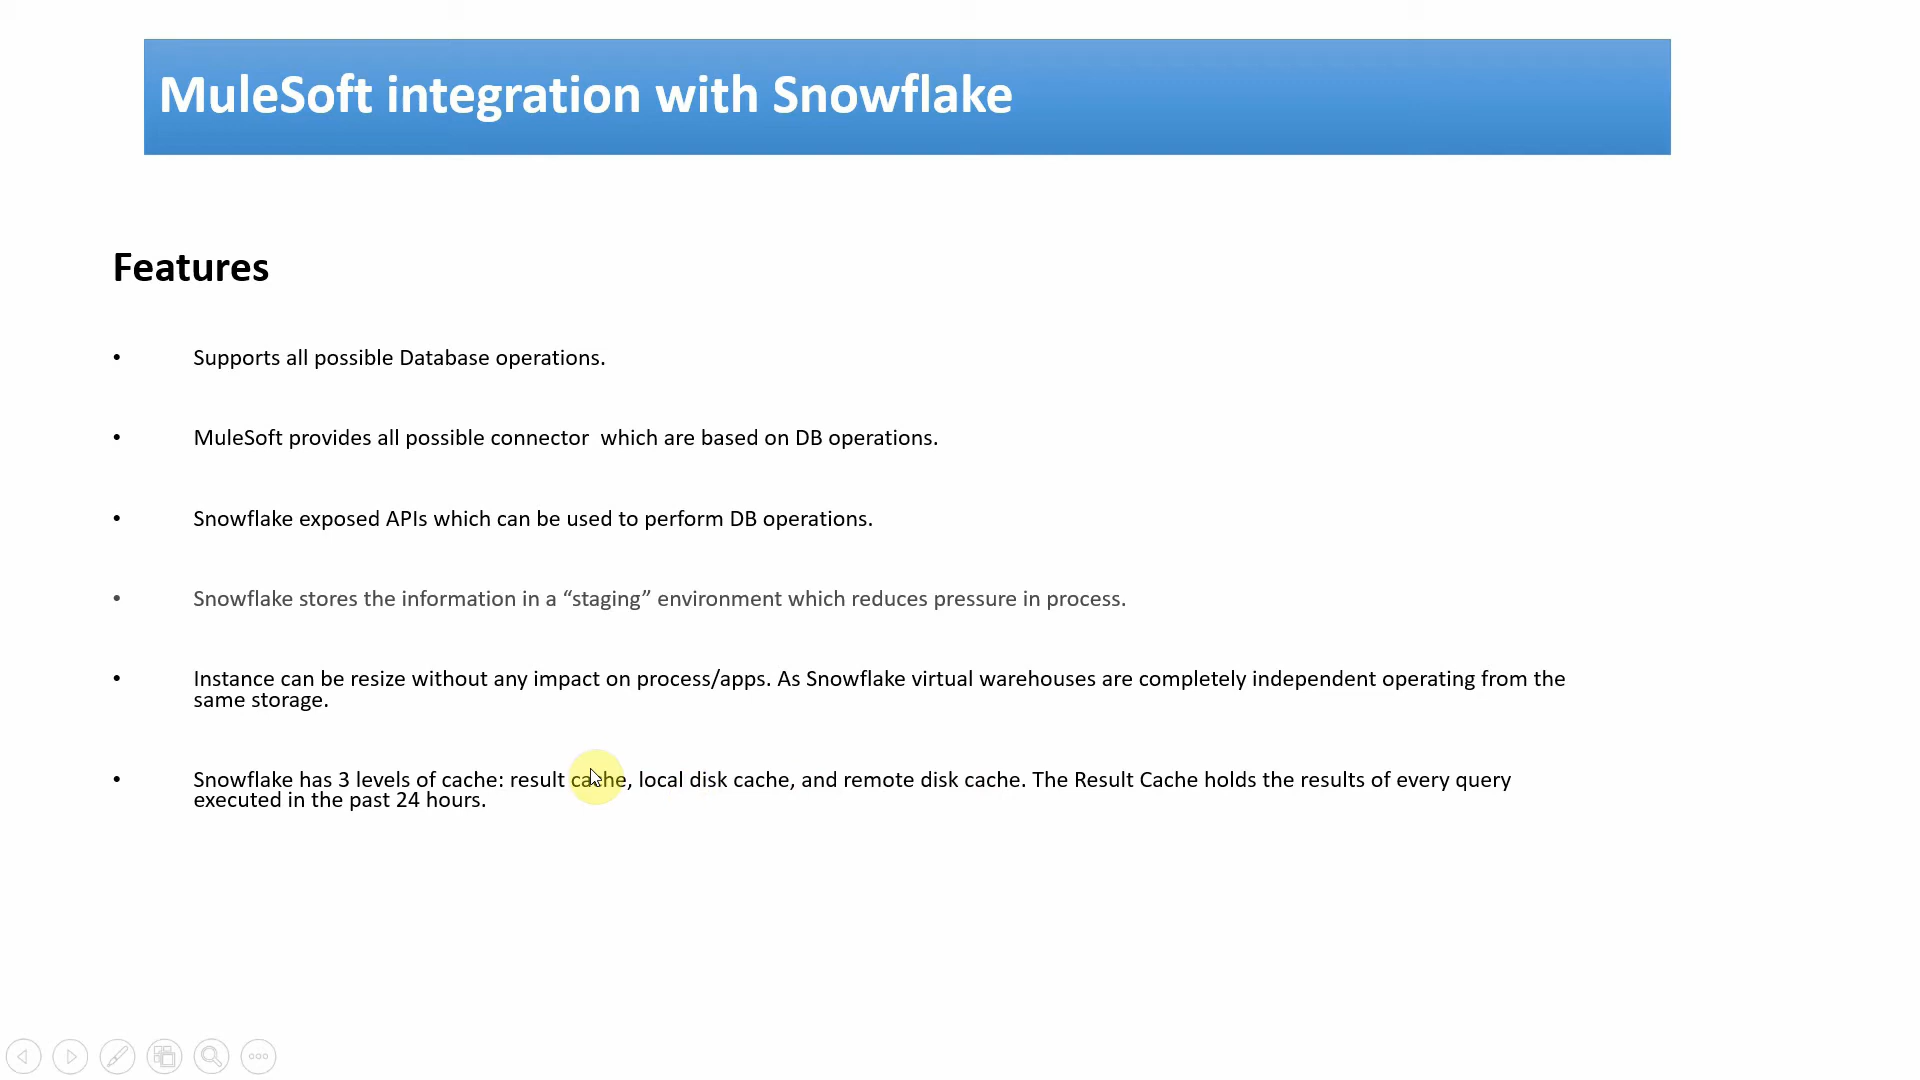 MuleSoft integration with Snowflake
Features
• Supports all possible Database operations.
• MuleSoft provides all possible connector  which are based on DB operations.
• Snowflake exposed APIs which can be used to perform DB operations.
• Snowflake stores the information in a “staging” environment which reduces pressure in process.
• Instance can be resize without any impact on process/apps. As Snowflake virtual warehouses are completely independent operating from the
same storage.
• Snowflake has 3 levels of cache: result cache, local disk cache, and remote disk cache. The Result Cache holds the results of every query
executed in the past 24 hours.